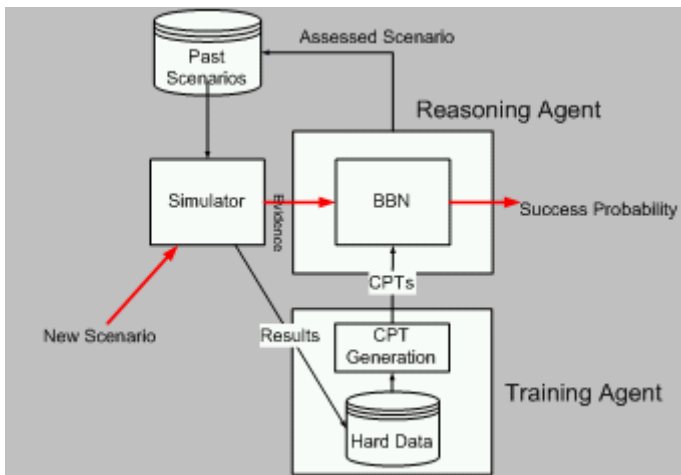 Assessed Scenario
Past
Scenarios
Reasoning Agent
Simulator
Evidence
BBN
Success Probability
CPTs
New Scenario
Results
CPT
Generation
Training Agent
Hard Data